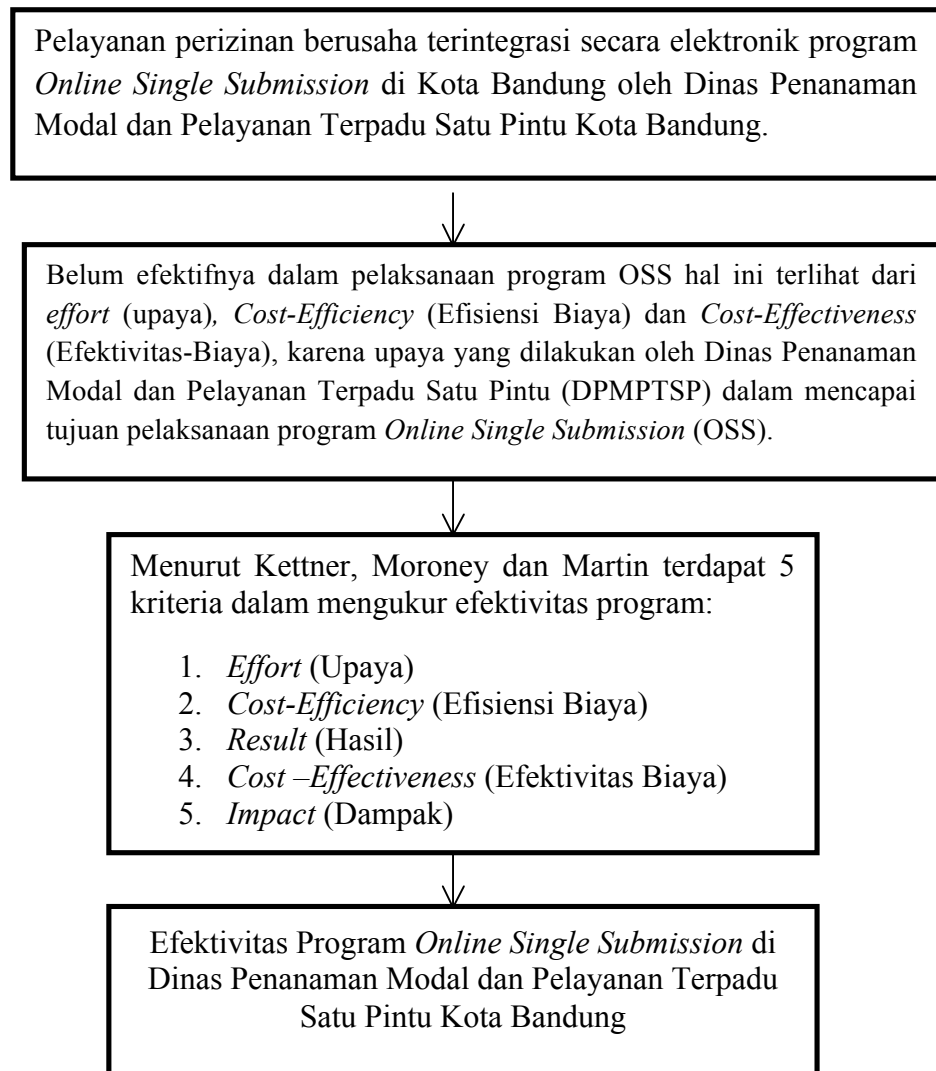 Pelayanan perizinan berusaha terintegrasi secara elektronik program
Online Single Submission di Kota Bandung oleh Dinas Penanaman
Modal dan Pelayanan Terpadu Satu Pintu Kota Bandung.
Belum efektifnya dalam pelaksanaan program OSS hal ini terlihat dari
effort (upaya), Cost-Efficiency (Efisiensi Biaya) dan Cost-Effectiveness
(Efektivitas-Biaya), karena upaya yang dilakukan oleh Dinas Penanaman
Modal dan Pelayanan Terpadu Satu Pintu (DPMPTSP) dalam mencapai
tujuan pelaksanaan program Online Single Submission (OSS).
Menurut Kettner, Moroney dan Martin terdapat 5
kriteria dalam mengukur efektivitas program:
1. Effort (Upaya)
2. Cost-Efficiency (Efisiensi Biaya)
3. Result (Hasil)
4. Cost –Effectiveness (Efektivitas Biaya)
5. Impact (Dampak)
Efektivitas Program Online Single Submission di
Dinas Penanaman Modal dan Pelayanan Terpadu
Satu Pintu Kota Bandung